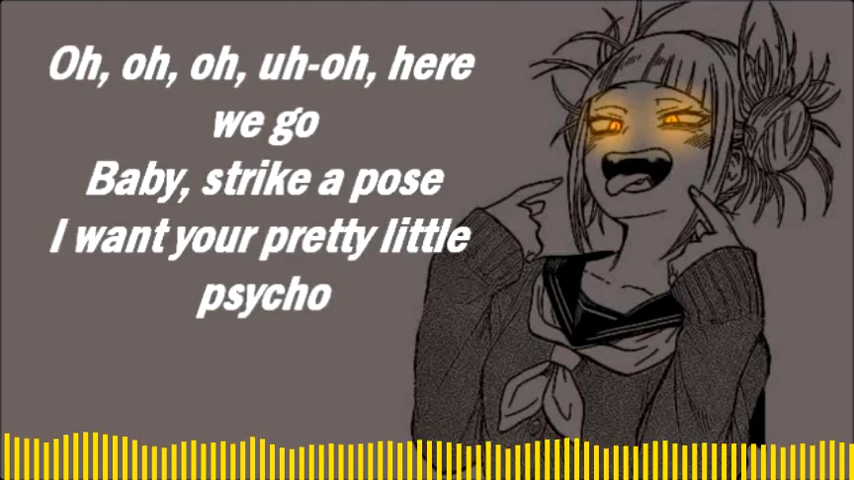 Oh, oh, oh, uh-oh, here
we go
Baby, strike a pose
I want your pretty little
psycho